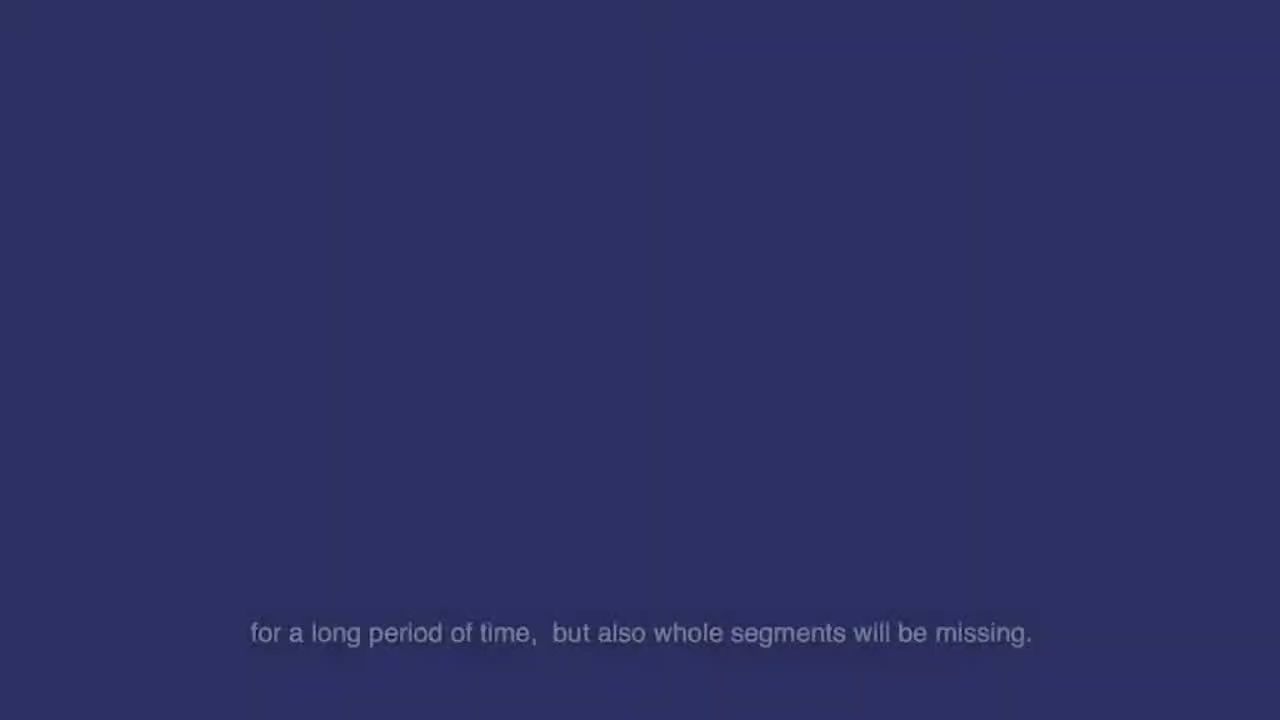 for a long period of time,  but also whole segments will be missing.